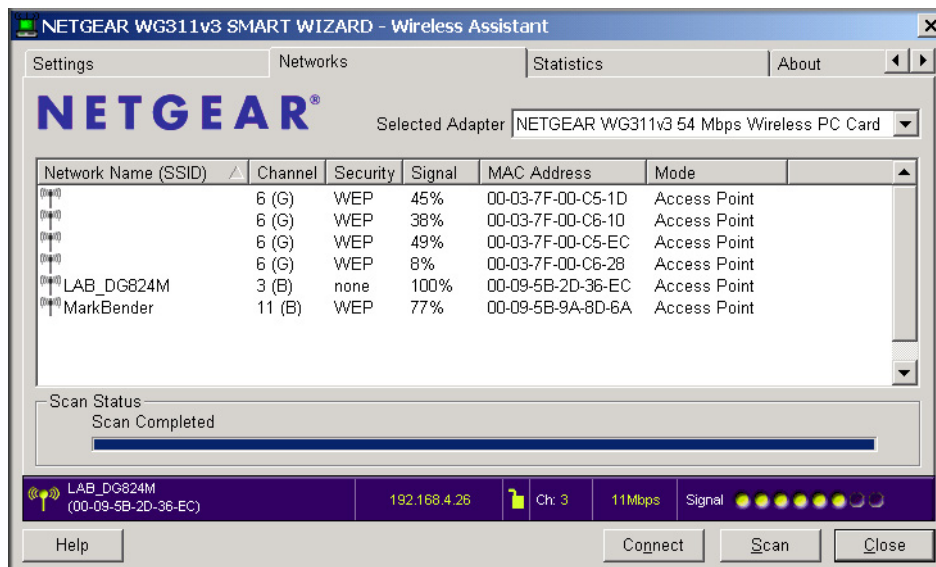 NETGEAR WG311v3 SMART WIZARD - Wireless Assistant
Settings Networks Statistics About
NETGEAR®
Selected Adapter NETGEAR WG311v3 54 Mbps Wireless PC Card
Network Name (SSID) Channel Security Signal MAC Address Mode
6 (G) WEP 45% 00-03-7F-00-C5-1D Access Point
6 (G) WEP 38% 00-03-7F-00-C6-10 Access Point
6 (G) WEP 49% 00-03-7F-00-C5-EC Access Point
6 (G) WEP 8% 00-03-7F-00-C6-28 Access Point
LAB_DG824M 3 (B) none 100% 00-09-5B-2D-36-EC Access Point
MarkBender 11 (B) WEP 77% 00-09-5B-9A-8D-6A Access Point
Scan Status
Scan Completed
LAB_DG824M
(00-09-5B-2D-36-EC) 192.168.4.26 Ch: 3 11Mbps Signal
Help Connect Scan Close